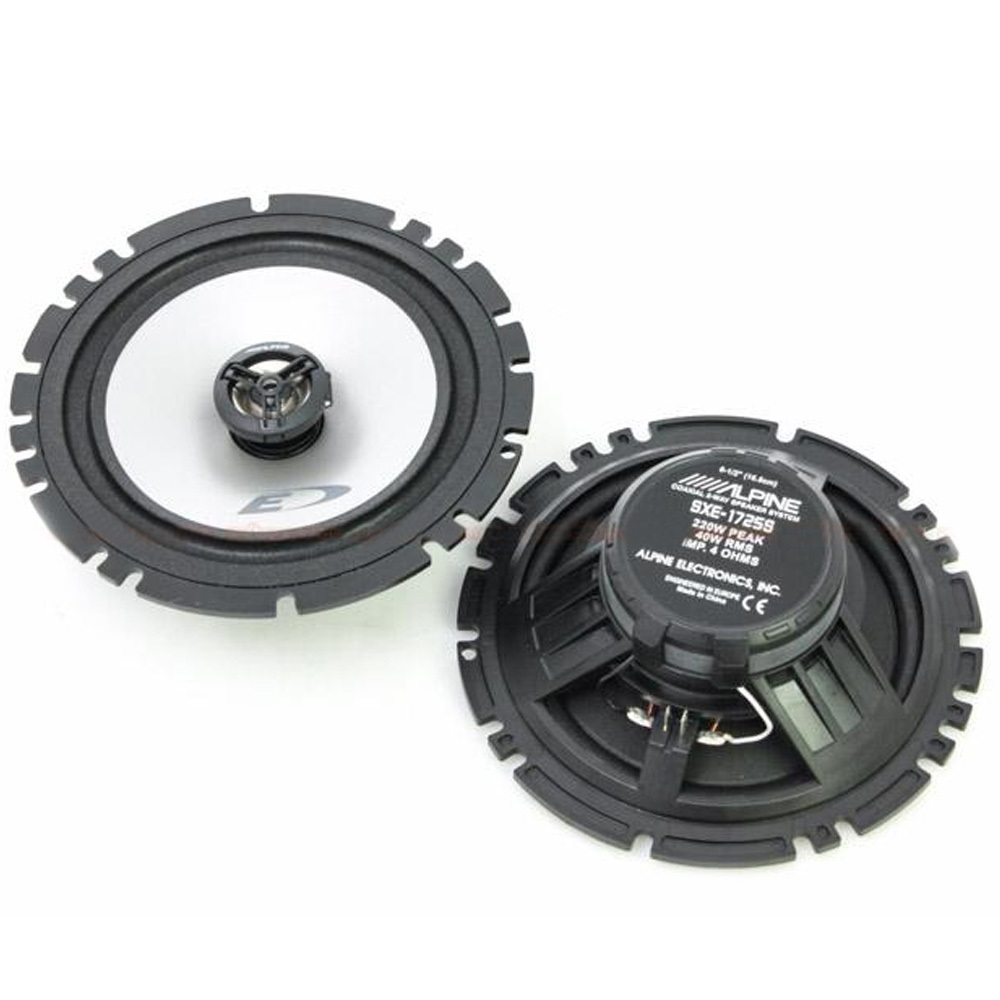 ALPINE
E
6-1/2" (16.5cm)
ALPINE
COAXIAL 2-WAY SPEAKER SYSTEM
SXE-1725S
220W PEAK
40W RMS
IMP. 4 OHMS
ALPINE ELECTRONICS, INC.
ENGINEERED IN EUROPE
Made in China CE